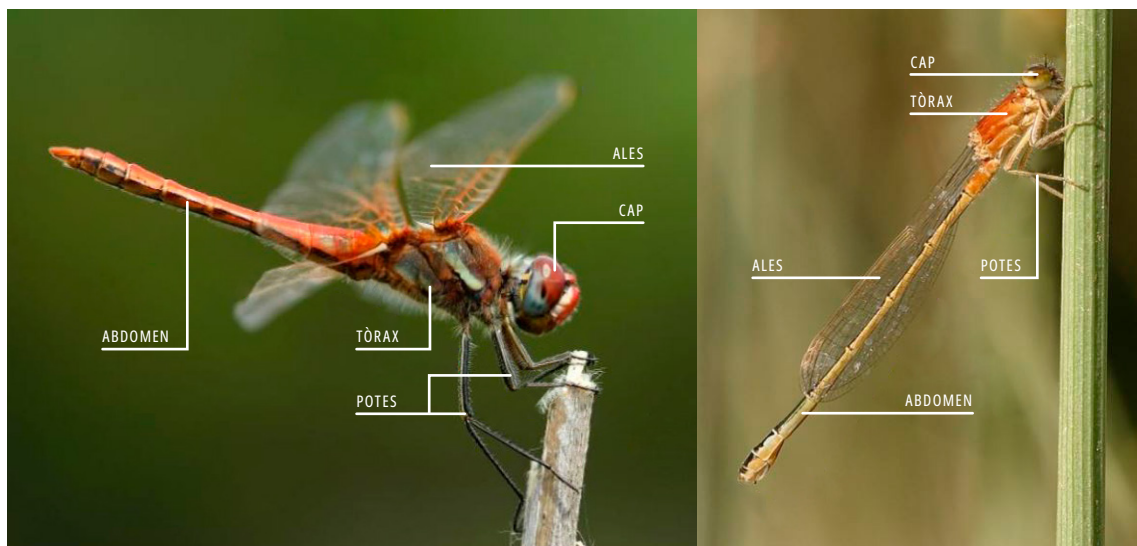 ALES
CAP
ABDOMEN
TÒRAX
POTES
CAP
TÒRAX
ALES
POTES
ABDOMEN